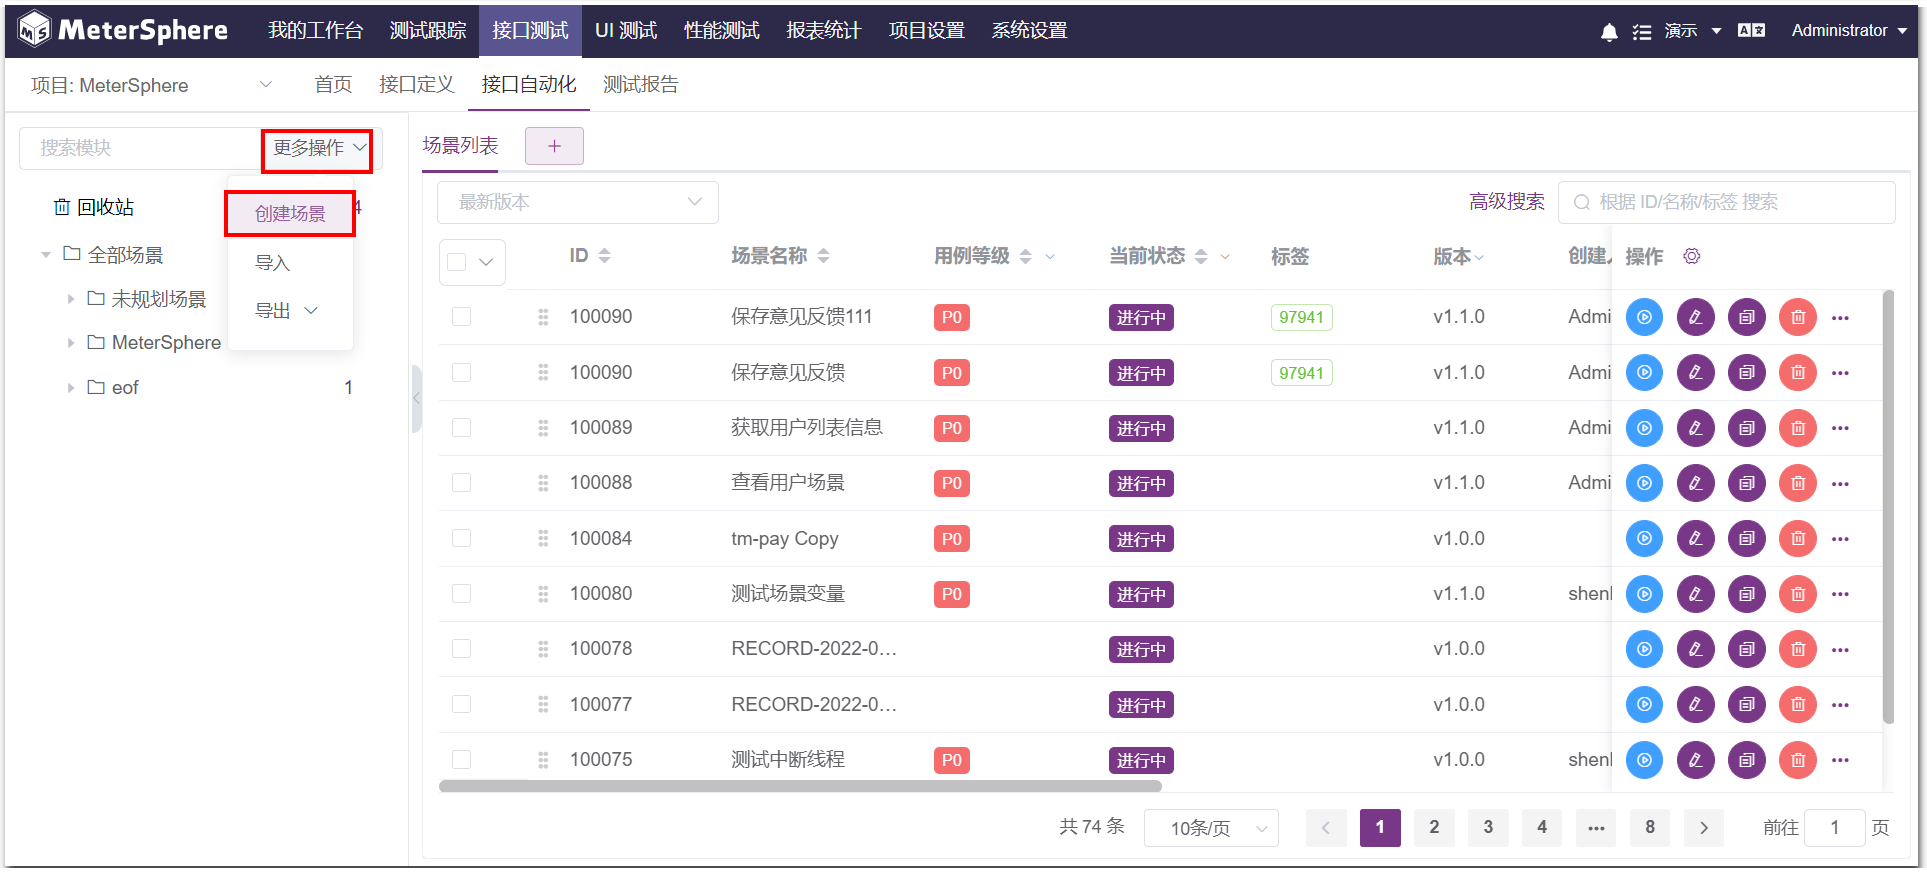 MeterSphere 我的工作台 测试跟踪 接口测试 UI 测试 性能测试 报表统计 项目设置 系统设置 演示 Administrator
项目: MeterSphere 首页 接口定义 接口自动化 测试报告
搜索模块 更多操作
回收站 4
创建场景
全部场景
导入
未规划场景
导出
MeterSphere
eof 1
场景列表 +
最新版本 高级搜索 根据 ID/名称/标签 搜索
ID 场景名称 用例等级 当前状态 标签 版本 创建 操作
100090 保存意见反馈111 P0 进行中 97941 v1.1.0 Admi
100090 保存意见反馈 P0 进行中 97941 v1.1.0 Admi
100089 获取用户列表信息 P0 进行中 v1.1.0 Admi
100088 查看用户场景 P0 进行中 v1.1.0 Admi
100084 tm-pay Copy P0 进行中 v1.0.0
100080 测试场景变量 P0 进行中 v1.1.0 shen
100078 RECORD-2022-0... 进行中 v1.0.0
100077 RECORD-2022-0... 进行中 v1.0.0
100075 测试中断线程 P0 进行中 v1.0.0 shen
共 74 条 10条/页 1 2 3 4 ... 8 前往 1 页